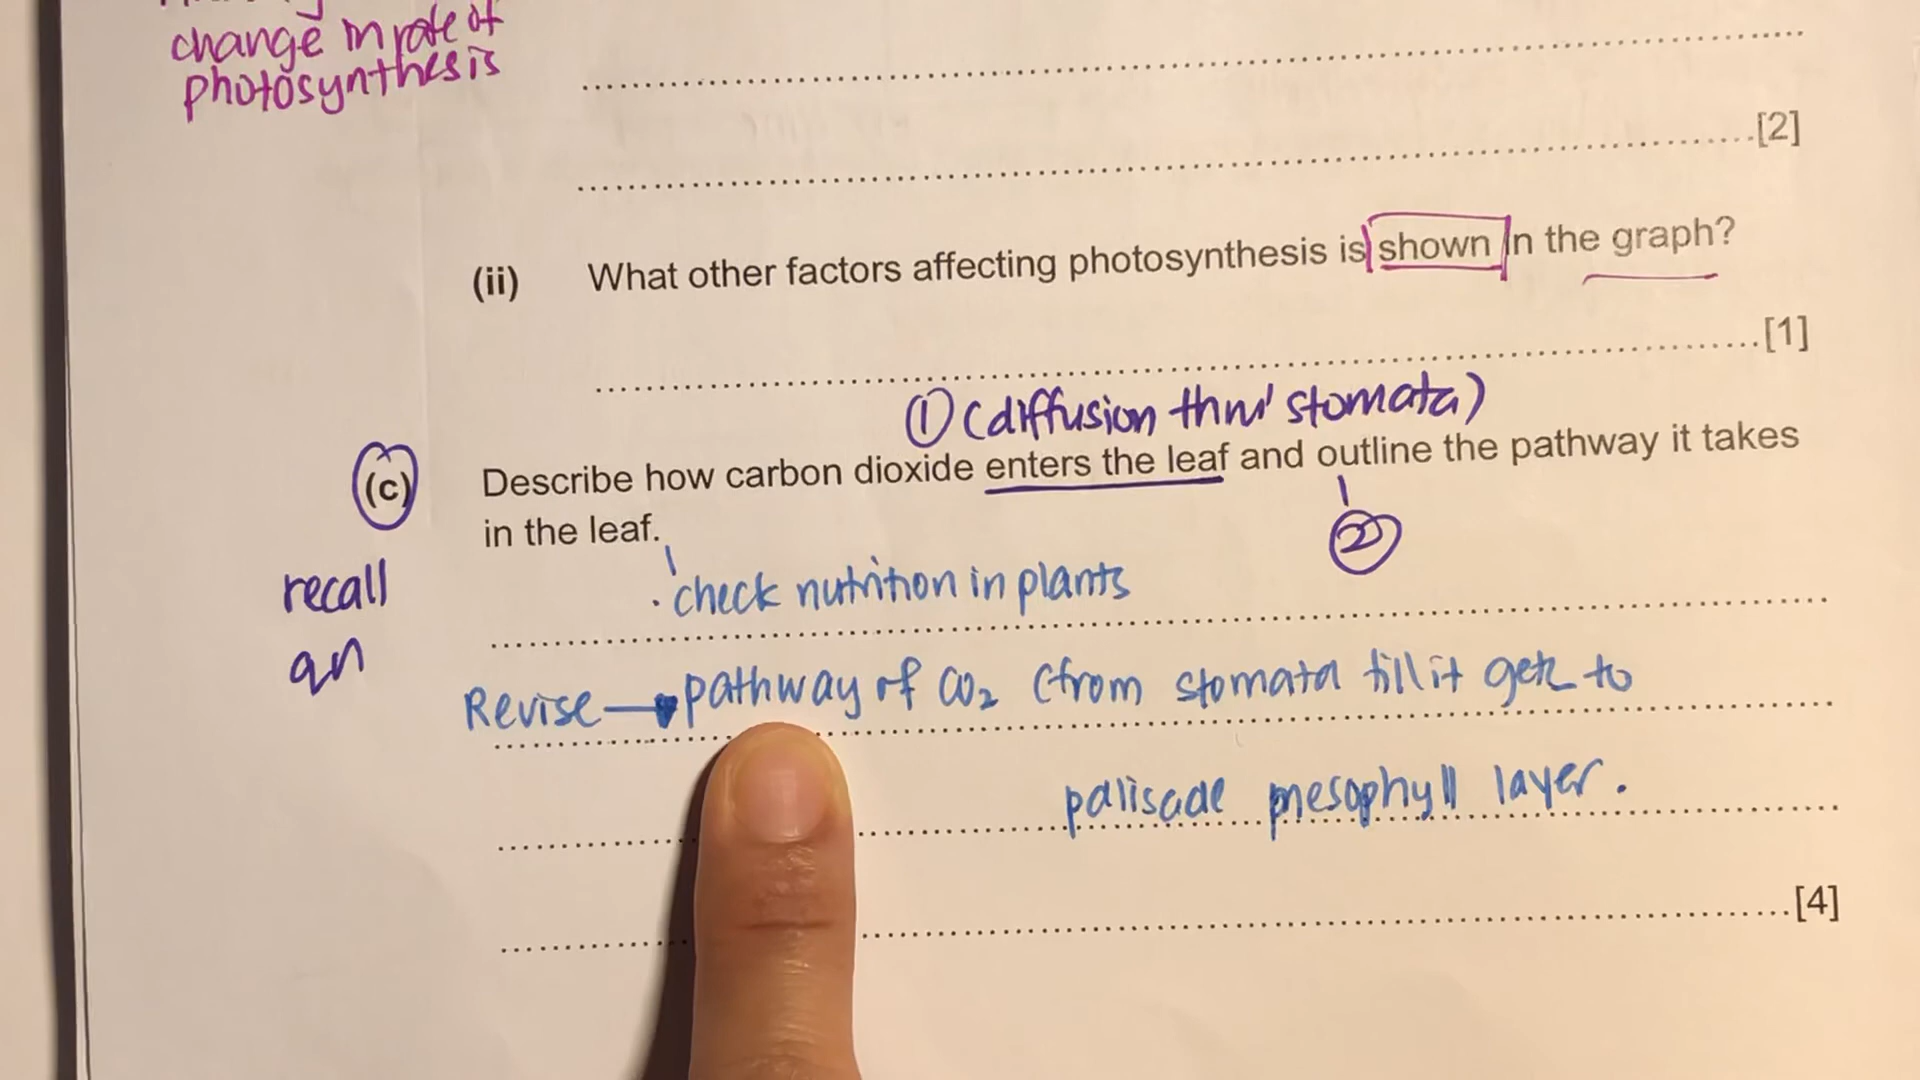 change in rate of
photosynthesis
[2]
(ii) What other factors affecting photosynthesis is shown in the graph?
[1]
① (diffusion thru' stomata)
(c) Describe how carbon dioxide enters the leaf and outline the pathway it takes
in the leaf.
②
· check nutrition in plants
recall
qn
Revise → pathway of CO₂ (from stomata till it gets to
palisade mesophyll layer.
[4]